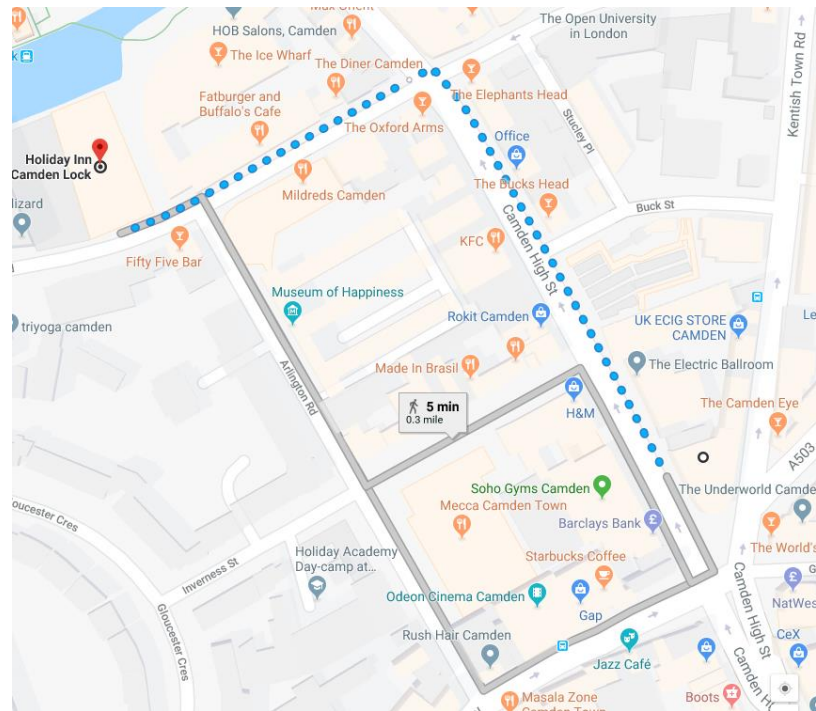 Max Orient
HOB Salons, Camden
The Open University
in London
The Ice Wharf
The Diner Camden
Kentish Town Rd
Fatburger and
Buffalo's Cafe
The Elephants Head
The Oxford Arms
Office
Stucley Pl
Holiday Inn
Camden Lock
Mildreds Camden
The Bucks Head
lizard
Buck St
Fifty Five Bar
KFC
Camden High St
Museum of Happiness
Rokit Camden
UK ECIG STORE
CAMDEN
Le
triyoga camden
Arlington Rd
Made In Brasil
The Electric Ballroom
5 min
0.3 mile
H&M
The Camden Eye
A503
Soho Gyms Camden
Mecca Camden Town
The Underworld Camde
oucester Cres
Barclays Bank
Inverness St
Holiday Academy
Day-camp at...
Starbucks Coffee
The World's
G
Odeon Cinema Camden
Gap
NatWes
Gloucester Cres
Camden High St
Rush Hair Camden
CeX
Jazz Café
Camden H
Masala Zone
Camden Town
Boots